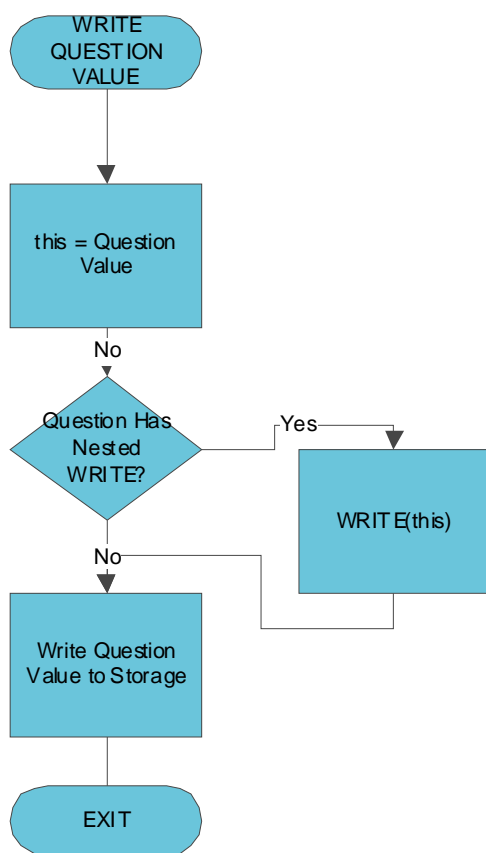 WRITE
QUESTION
VALUE
this = Question
Value
No
Question Has
Nested
WRITE?
Yes
WRITE(this)
No
Write Question
Value to Storage
EXIT